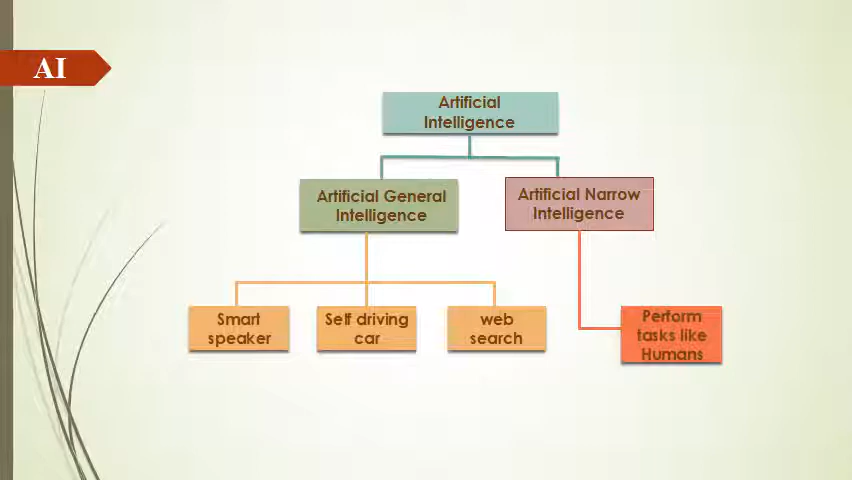 AI
Artificial
Intelligence
Artificial General
Intelligence
Artificial Narrow
Intelligence
Smart
speaker
Self driving
car
web
search
Perform
tasks like
Humans